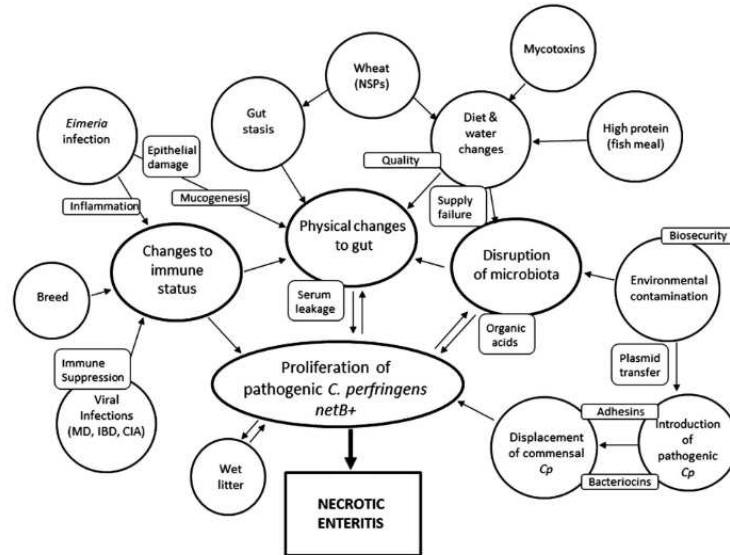 Mycotoxins
Wheat
(NSPs)
Eimeria
infection
Gut
stasis
Diet &
water
changes
High protein
(fish meal)
Epithelial
damage
Quality
Mucogenesis
Inflammation
Supply
failure
Physical changes
to gut
Changes to
immune
status
Disruption
of microbiota
Biosecurity
Environmental
contamination
Breed
Serum
leakage
Organic
acids
Immune
Suppression
Viral
Infections
(MD, IBD, CIA)
Proliferation of
pathogenic C. perfringens
netB+
Plasmid
transfer
Adhesins
Displacement
of commensal
Cp
Introduction
of
pathogenic
Cp
Bacteriocins
Wet
litter
NECROTIC
ENTERITIS